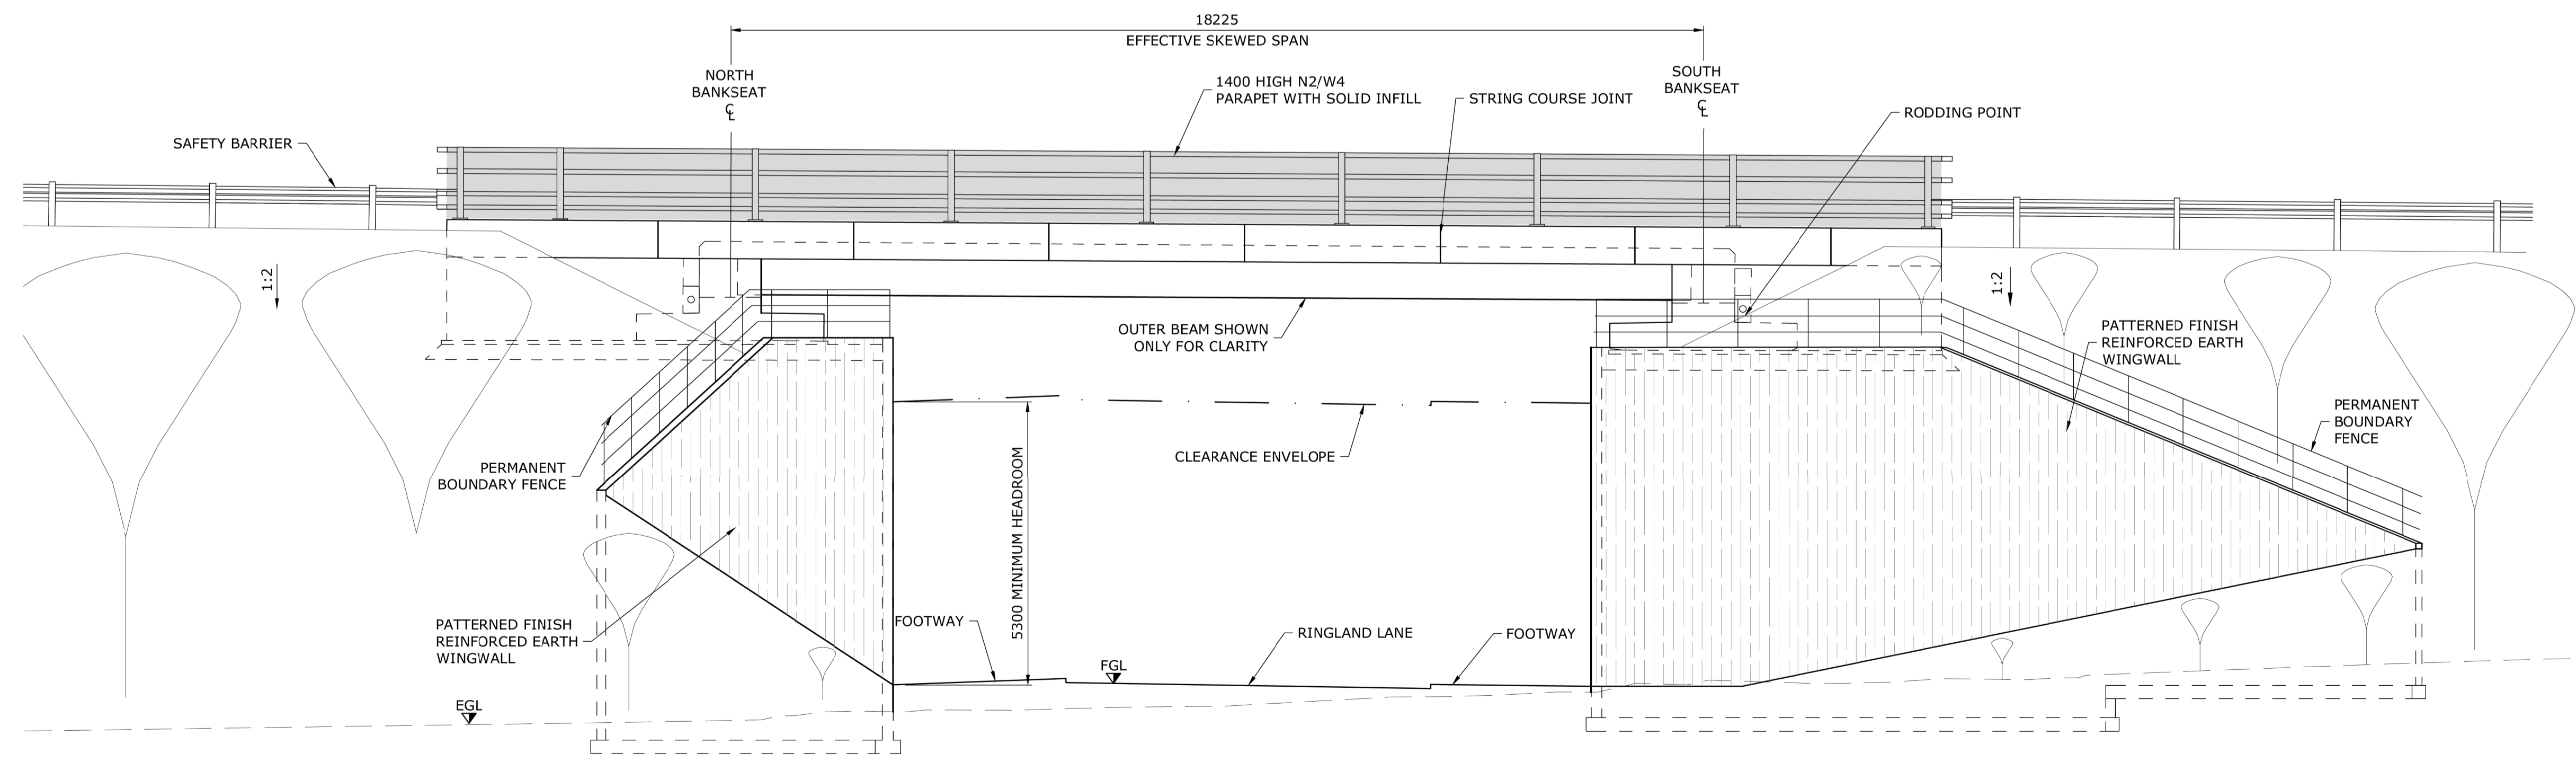 18225
EFFECTIVE SKEWED SPAN
NORTH
BANKSEAT
℄
1400 HIGH N2/W4
PARAPET WITH SOLID INFILL
STRING COURSE JOINT
SOUTH
BANKSEAT
℄
RODDING POINT
SAFETY BARRIER
1:2
1:2
OUTER BEAM SHOWN
ONLY FOR CLARITY
PATTERNED FINISH
REINFORCED EARTH
WINGWALL
PERMANENT
BOUNDARY
FENCE
CLEARANCE ENVELOPE
PERMANENT
BOUNDARY FENCE
5300 MINIMUM HEADROOM
PATTERNED FINISH
REINFORCED EARTH
WINGWALL
FOOTWAY
RINGLAND LANE
FOOTWAY
FGL
EGL